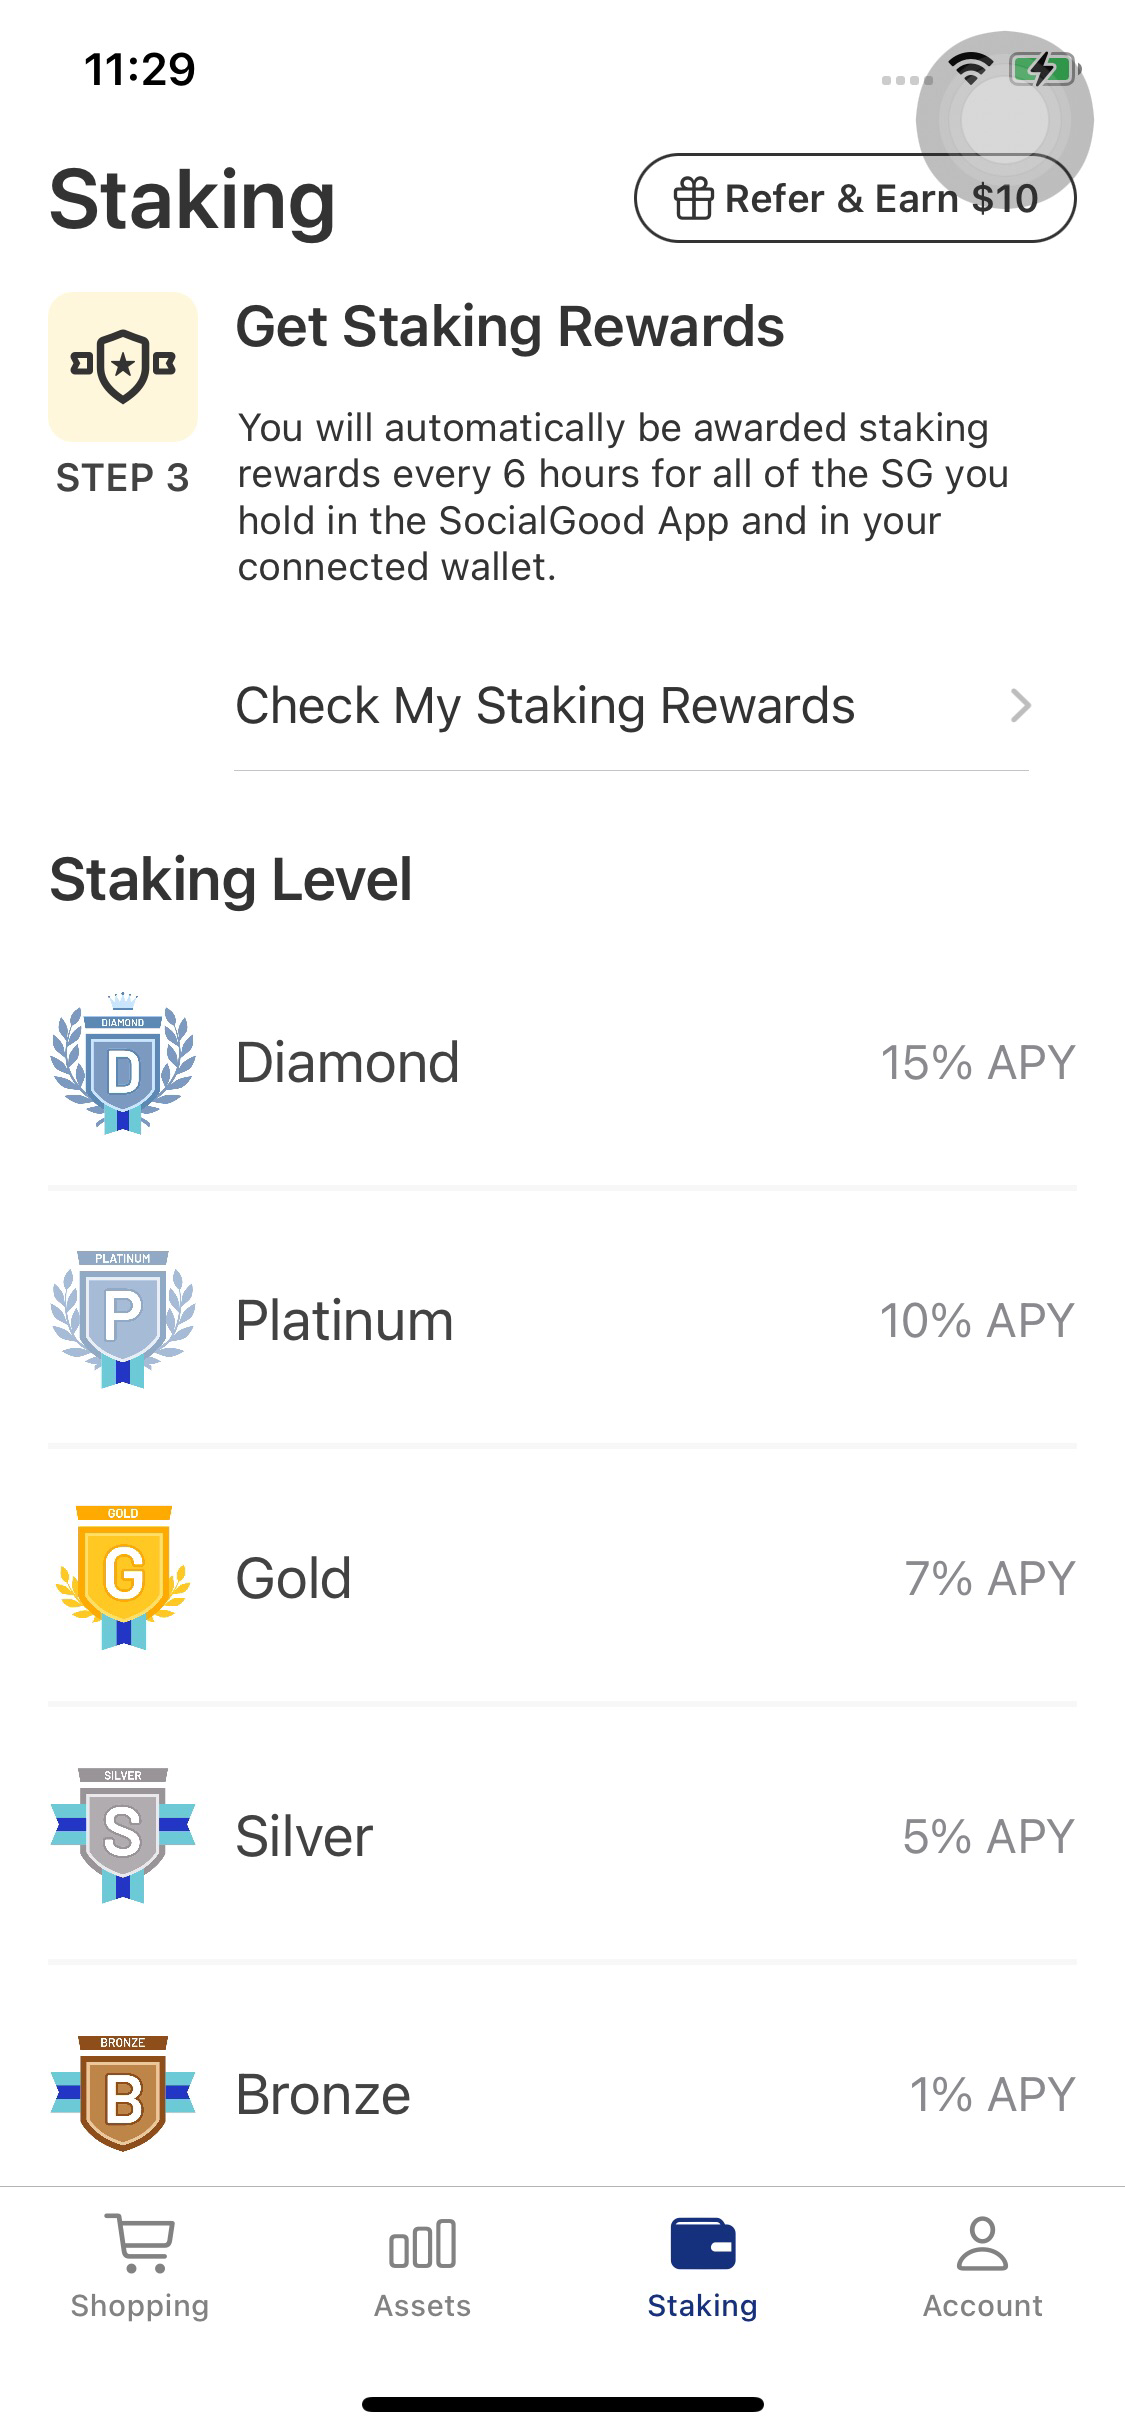 11:29
Staking
Refer & Earn $10
Get Staking Rewards
STEP 3
You will automatically be awarded staking
rewards every 6 hours for all of the SG you
hold in the SocialGood App and in your
connected wallet.
Check My Staking Rewards
Staking Level
DIAMOND
D
Diamond
15% APY
PLATINUM
P
Platinum
10% APY
GOLD
G
Gold
7% APY
SILVER
S
Silver
5% APY
BRONZE
B
Bronze
1% APY
Shopping
Assets
Staking
Account